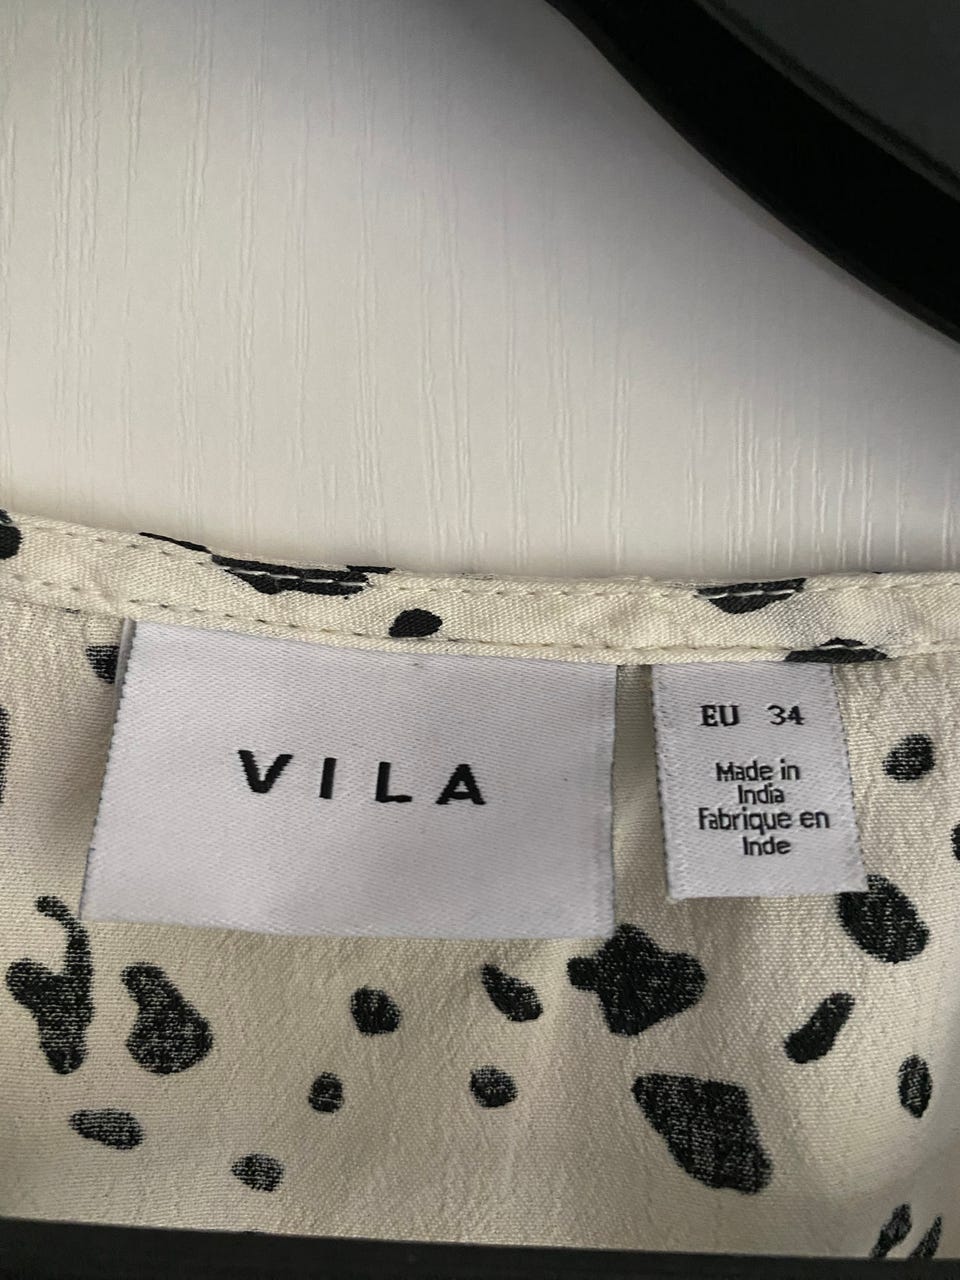 VILA
EU 34
Made in
India
Fabrique en
Inde